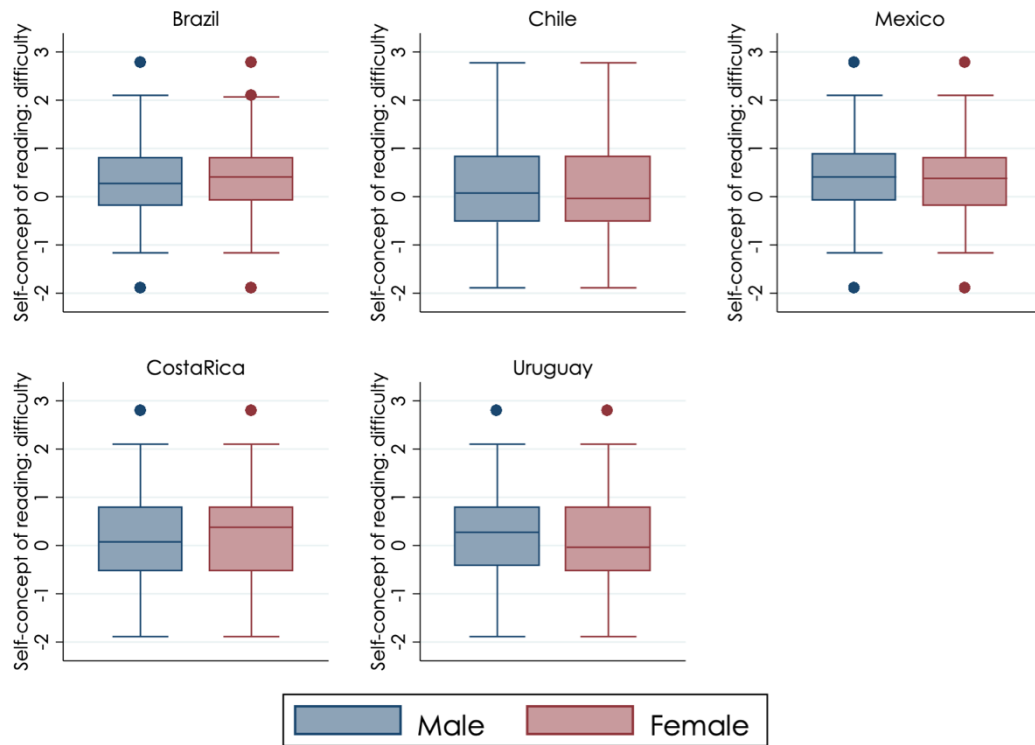 Brazil
Self-concept of reading: difficulty
3
2
1
0
-1
-2
Chile
Self-concept of reading: difficulty
3
2
1
0
-1
-2
Mexico
Self-concept of reading: difficulty
3
2
1
0
-1
-2
CostaRica
Self-concept of reading: difficulty
3
2
1
0
-1
-2
Uruguay
Self-concept of reading: difficulty
3
2
1
0
-1
-2
Male
Female